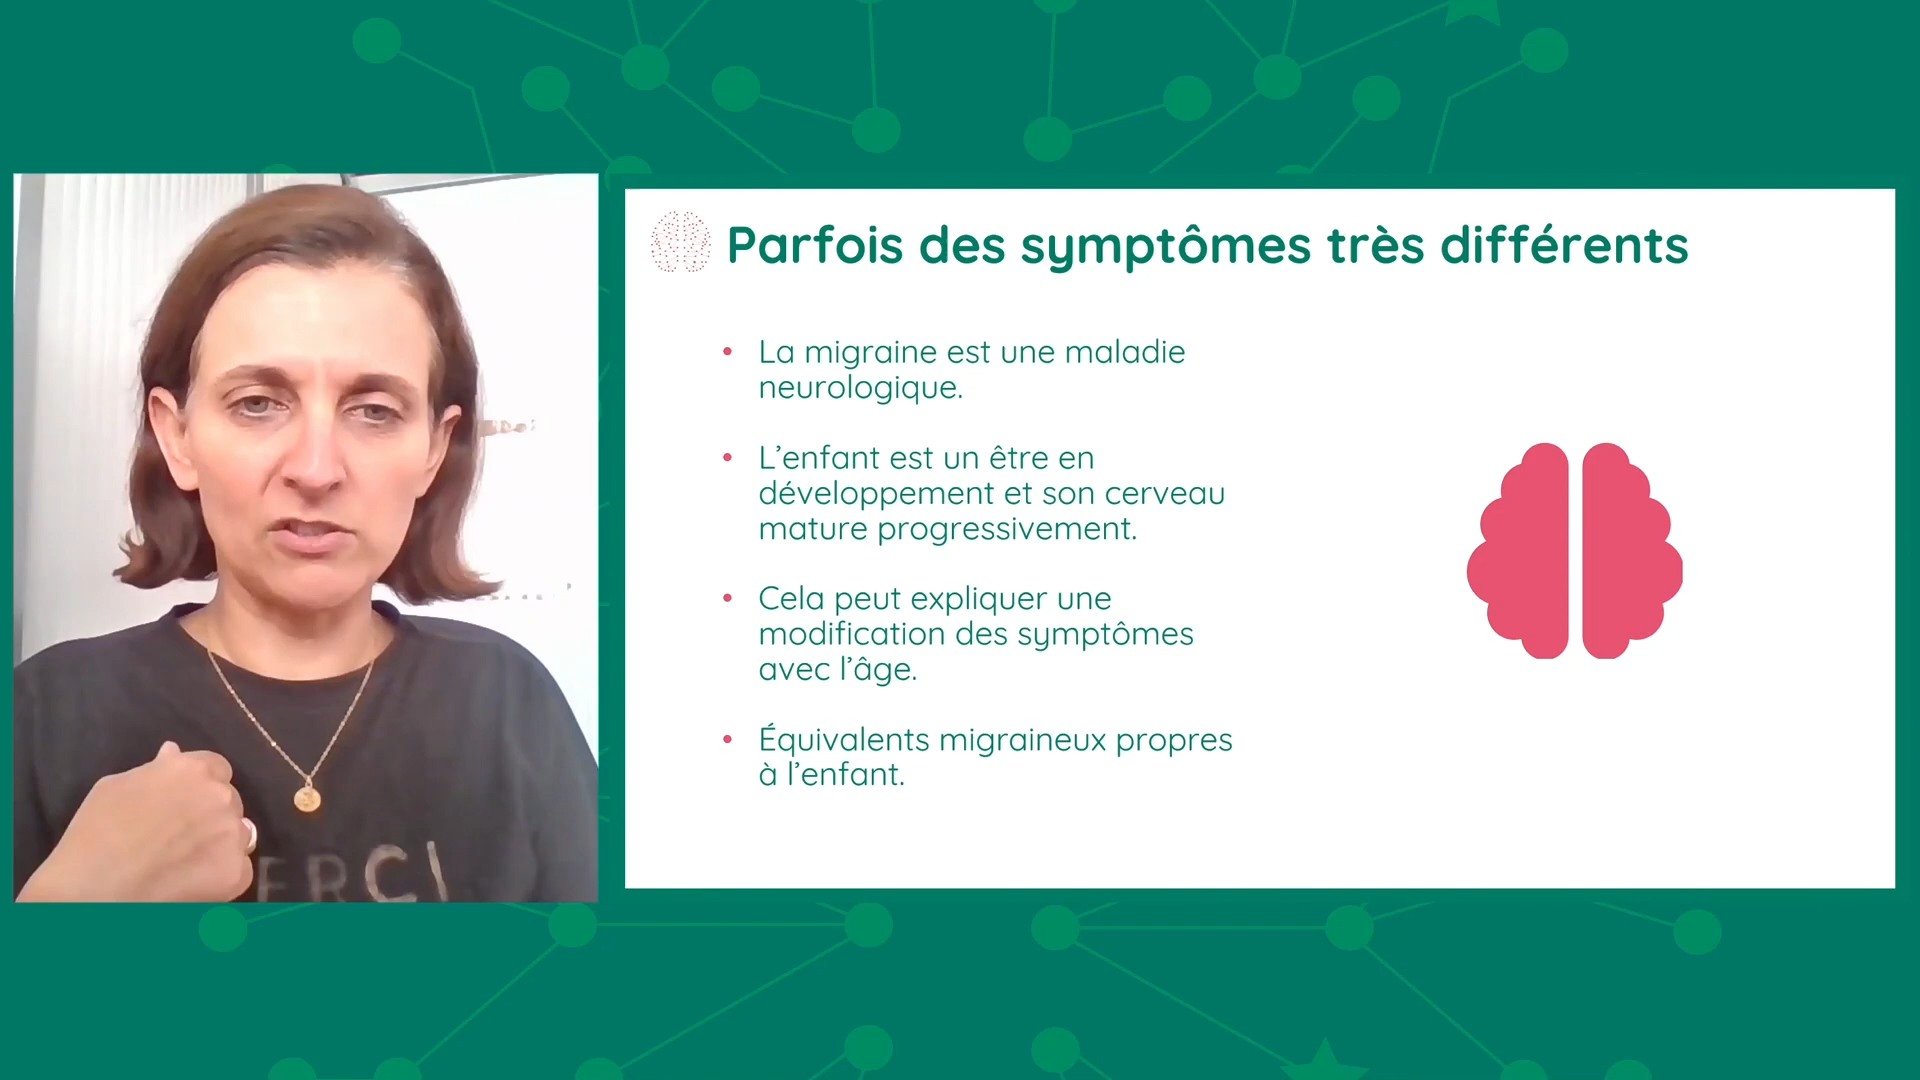 Parfois des symptômes très différents
• La migraine est une maladie
neurologique.
• L’enfant est un être en
développement et son cerveau
mature progressivement.
• Cela peut expliquer une
modification des symptômes
avec l’âge.
• Équivalents migraineux propres
à l’enfant.
ERCI